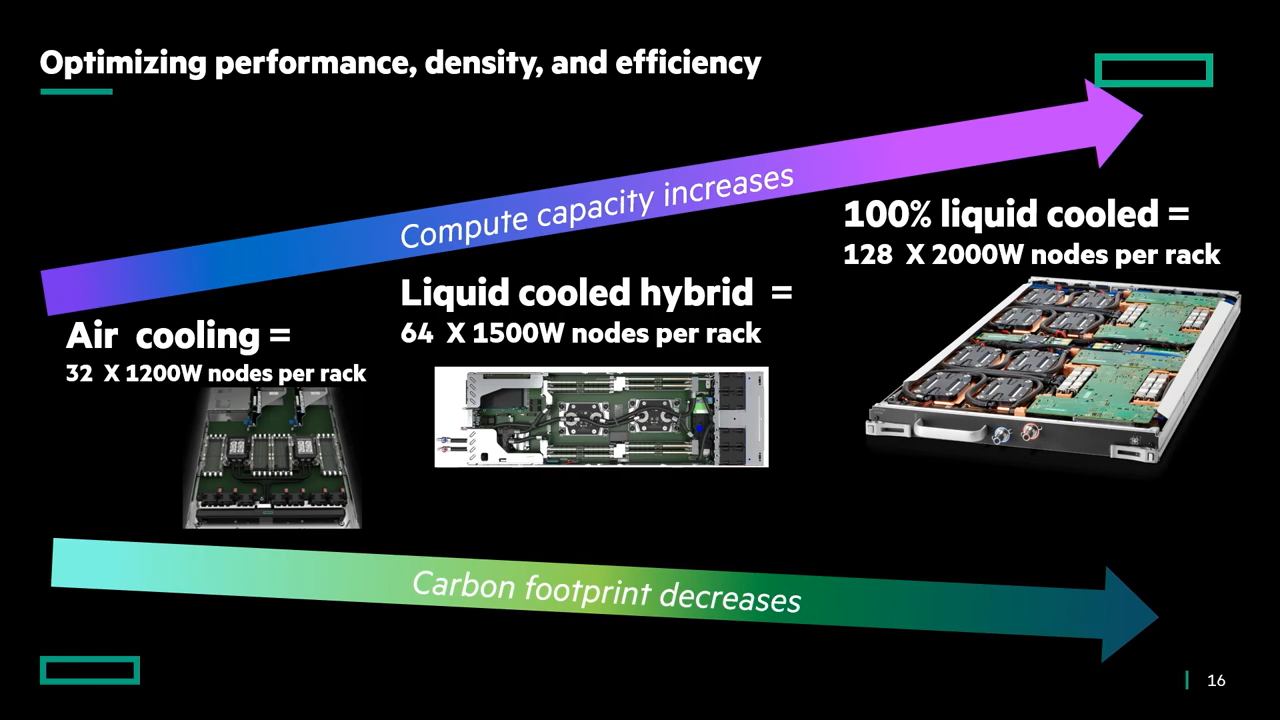 Optimizing performance, density, and efficiency
Compute capacity increases
100% liquid cooled =
128 X 2000W nodes per rack
Liquid cooled hybrid =
64 X 1500W nodes per rack
Air cooling =
32 X 1200W nodes per rack
Carbon footprint decreases
16